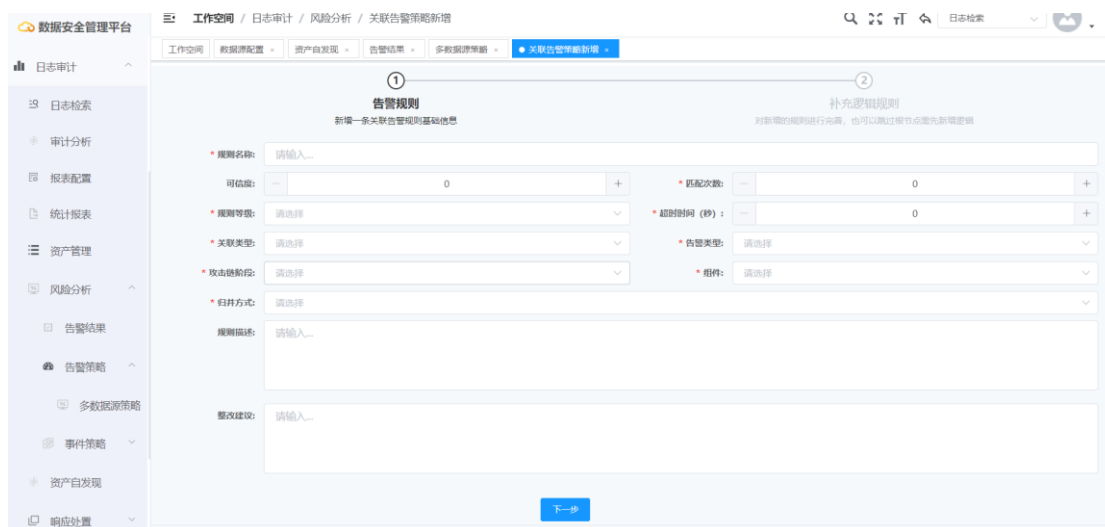 数据安全管理平台
工作空间 / 日志审计 / 风险分析 / 关联告警策略新增
日志检索
工作空间 数据源配置 × 资产自发现 × 告警结果 × 多数据源策略 × 关联告警策略新增 ×
日志审计
日志检索
审计分析
报表配置
统计报表
资产管理
风险分析
告警结果
告警策略
多数据源策略
事件策略
资产自发现
响应处置
1
告警规则
新增一条关联告警规则基础信息
2
补充逻辑规则
对新增的规则进行完善，也可以跳过根节点需先新增逻辑
* 规则名称: 请输入...
可信度: − 0 + * 匹配次数: − 0 +
* 规则等级: 请选择 * 超时时间（秒）: − 0 +
* 关联类型: 请选择 * 告警类型: 请选择
* 攻击链阶段: 请选择 * 组件: 请选择
* 归并方式: 请选择
规则描述: 请输入...
整改建议: 请输入...
下一步